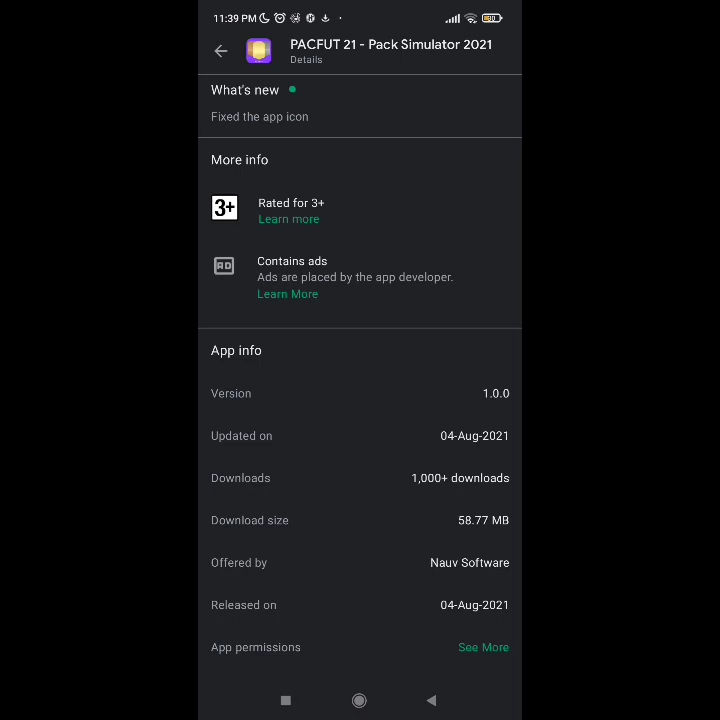 11:39 PM
PACFUT 21 - Pack Simulator 2021
Details
What's new
Fixed the app icon
More info
3+
Rated for 3+
Learn more
AD
Contains ads
Ads are placed by the app developer.
Learn More
App info
Version 1.0.0
Updated on 04-Aug-2021
Downloads 1,000+ downloads
Download size 58.77 MB
Offered by Nauv Software
Released on 04-Aug-2021
App permissions See More